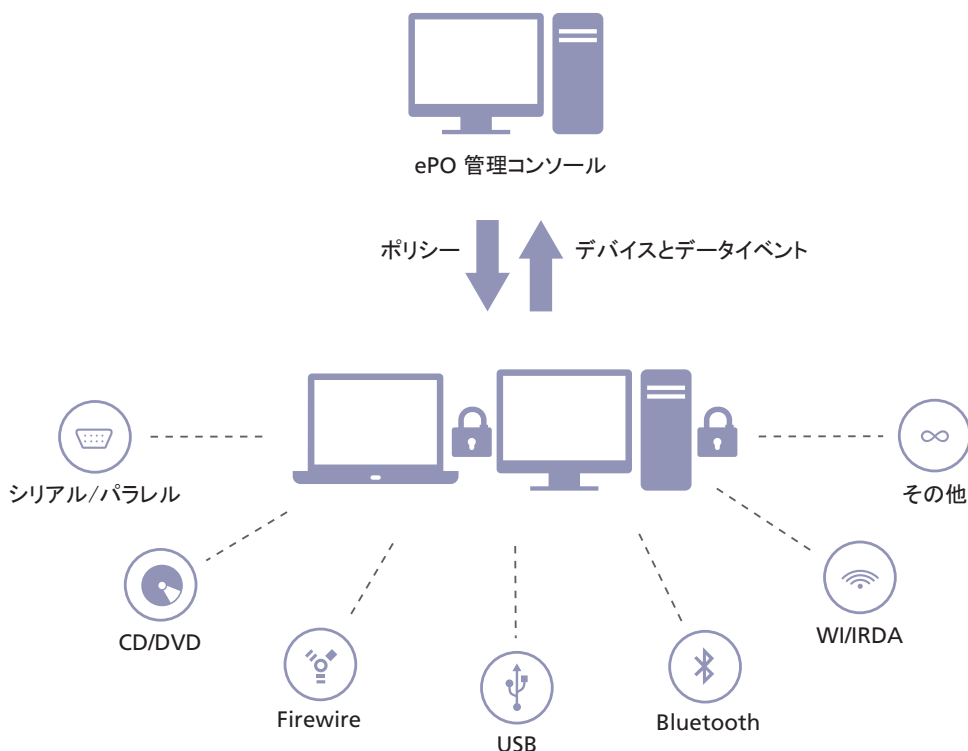 ePO 管理コンソール
ポリシー
デバイスとデータイベント
シリアル/パラレル
その他
CD/DVD
WI/IRDA
Firewire
Bluetooth
USB